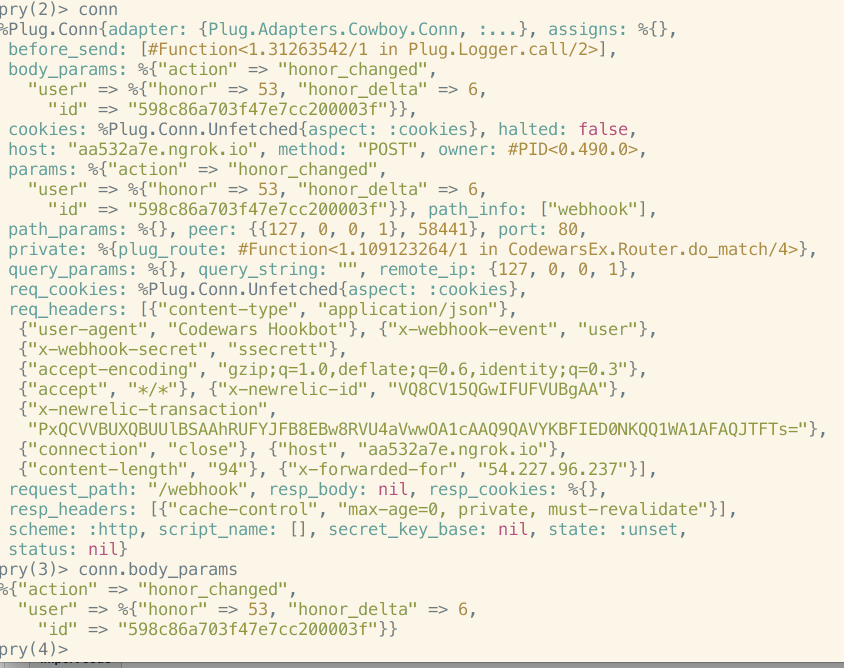 pry(2)> conn
%Plug.Conn{adapter: {Plug.Adapters.Cowboy.Conn, :...}, assigns: %{},
before_send: [#Function<1.31263542/1 in Plug.Logger.call/2>],
body_params: %{"action" => "honor_changed",
"user" => %{"honor" => 53, "honor_delta" => 6,
"id" => "598c86a703f47e7cc200003f"}},
cookies: %Plug.Conn.Unfetched{aspect: :cookies}, halted: false,
host: "aa532a7e.ngrok.io", method: "POST", owner: #PID<0.490.0>,
params: %{"action" => "honor_changed",
"user" => %{"honor" => 53, "honor_delta" => 6,
"id" => "598c86a703f47e7cc200003f"}}, path_info: ["webhook"],
path_params: %{}, peer: {{127, 0, 0, 1}, 58441}, port: 80,
private: %{plug_route: #Function<1.109123264/1 in CodewarsEx.Router.do_match/4>},
query_params: %{}, query_string: "", remote_ip: {127, 0, 0, 1},
req_cookies: %Plug.Conn.Unfetched{aspect: :cookies},
req_headers: [{"content-type", "application/json"},
{"user-agent", "Codewars Hookbot"}, {"x-webhook-event", "user"},
{"x-webhook-secret", "ssecrett"},
{"accept-encoding", "gzip;q=1.0,deflate;q=0.6,identity;q=0.3"},
{"accept", "*/*"}, {"x-newrelic-id", "VQ8CV15QGwIFUFVUBgAA"},
{"x-newrelic-transaction",
"PxQCVVBUXQBUUlBSAAhRUFYJFB8EBw8RVU4aVwwOA1cAAQ9QAVYKBFIED0NKQQ1WA1AFAQJTFTs="},
{"connection", "close"}, {"host", "aa532a7e.ngrok.io"},
{"content-length", "94"}, {"x-forwarded-for", "54.227.96.237"}],
request_path: "/webhook", resp_body: nil, resp_cookies: %{},
resp_headers: [{"cache-control", "max-age=0, private, must-revalidate"}],
scheme: :http, script_name: [], secret_key_base: nil, state: :unset,
status: nil}
pry(3)> conn.body_params
%{"action" => "honor_changed",
"user" => %{"honor" => 53, "honor_delta" => 6,
"id" => "598c86a703f47e7cc200003f"}}
pry(4)>